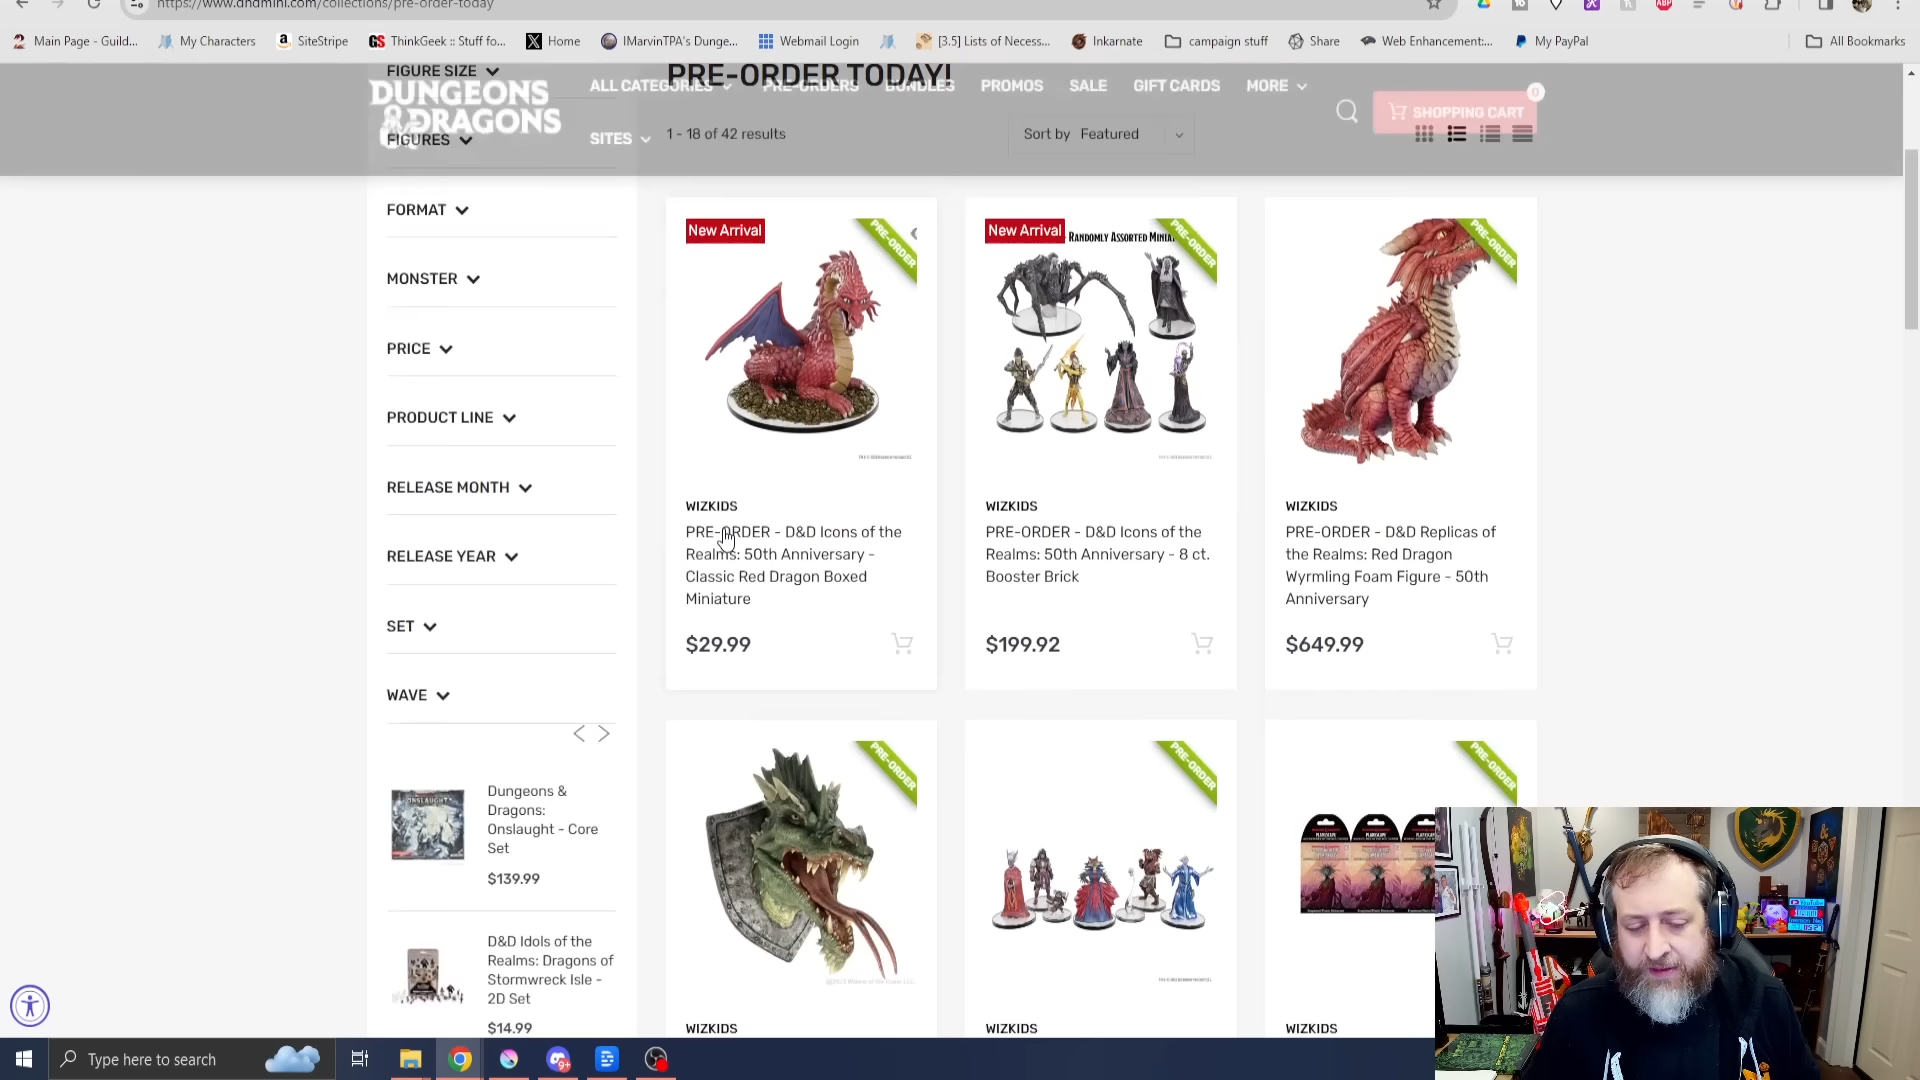 https://www.dndmini.com/collections/pre-order-today
Main Page - Guild...
My Characters
SiteStripe
ThinkGeek :: Stuff fo...
Home
IMarvinTPA's Dunge...
Webmail Login
[3.5] Lists of Necess...
Inkarnate
campaign stuff
Share
Web Enhancement:...
My PayPal
All Bookmarks
DUNGEONS & DRAGONS
ALL CATEGORIES
PRE-ORDERS
BUNDLES
PROMOS
SALE
GIFT CARDS
MORE
SITES
SHOPPING CART
0
PRE-ORDER TODAY!
1 - 18 of 42 results
Sort by Featured
FIGURE SIZE
FIGURES
FORMAT
MONSTER
PRICE
PRODUCT LINE
RELEASE MONTH
RELEASE YEAR
SET
WAVE
Dungeons &
Dragons:
Onslaught - Core
Set
$139.99
D&D Idols of the
Realms: Dragons of
Stormwreck Isle -
2D Set
$14.99
New Arrival
PRE-ORDER
WIZKIDS
PRE-ORDER - D&D Icons of the
Realms: 50th Anniversary -
Classic Red Dragon Boxed
Miniature
$29.99
New Arrival
RANDOMLY ASSORTED MINIA
PRE-ORDER
WIZKIDS
PRE-ORDER - D&D Icons of the
Realms: 50th Anniversary - 8 ct.
Booster Brick
$199.92
PRE-ORDER
WIZKIDS
PRE-ORDER - D&D Replicas of
the Realms: Red Dragon
Wyrmling Foam Figure - 50th
Anniversary
$649.99
PRE-ORDER
WIZKIDS
PRE-ORDER
WIZKIDS
PRE-ORDER
WIZKIDS
Type here to search
9+